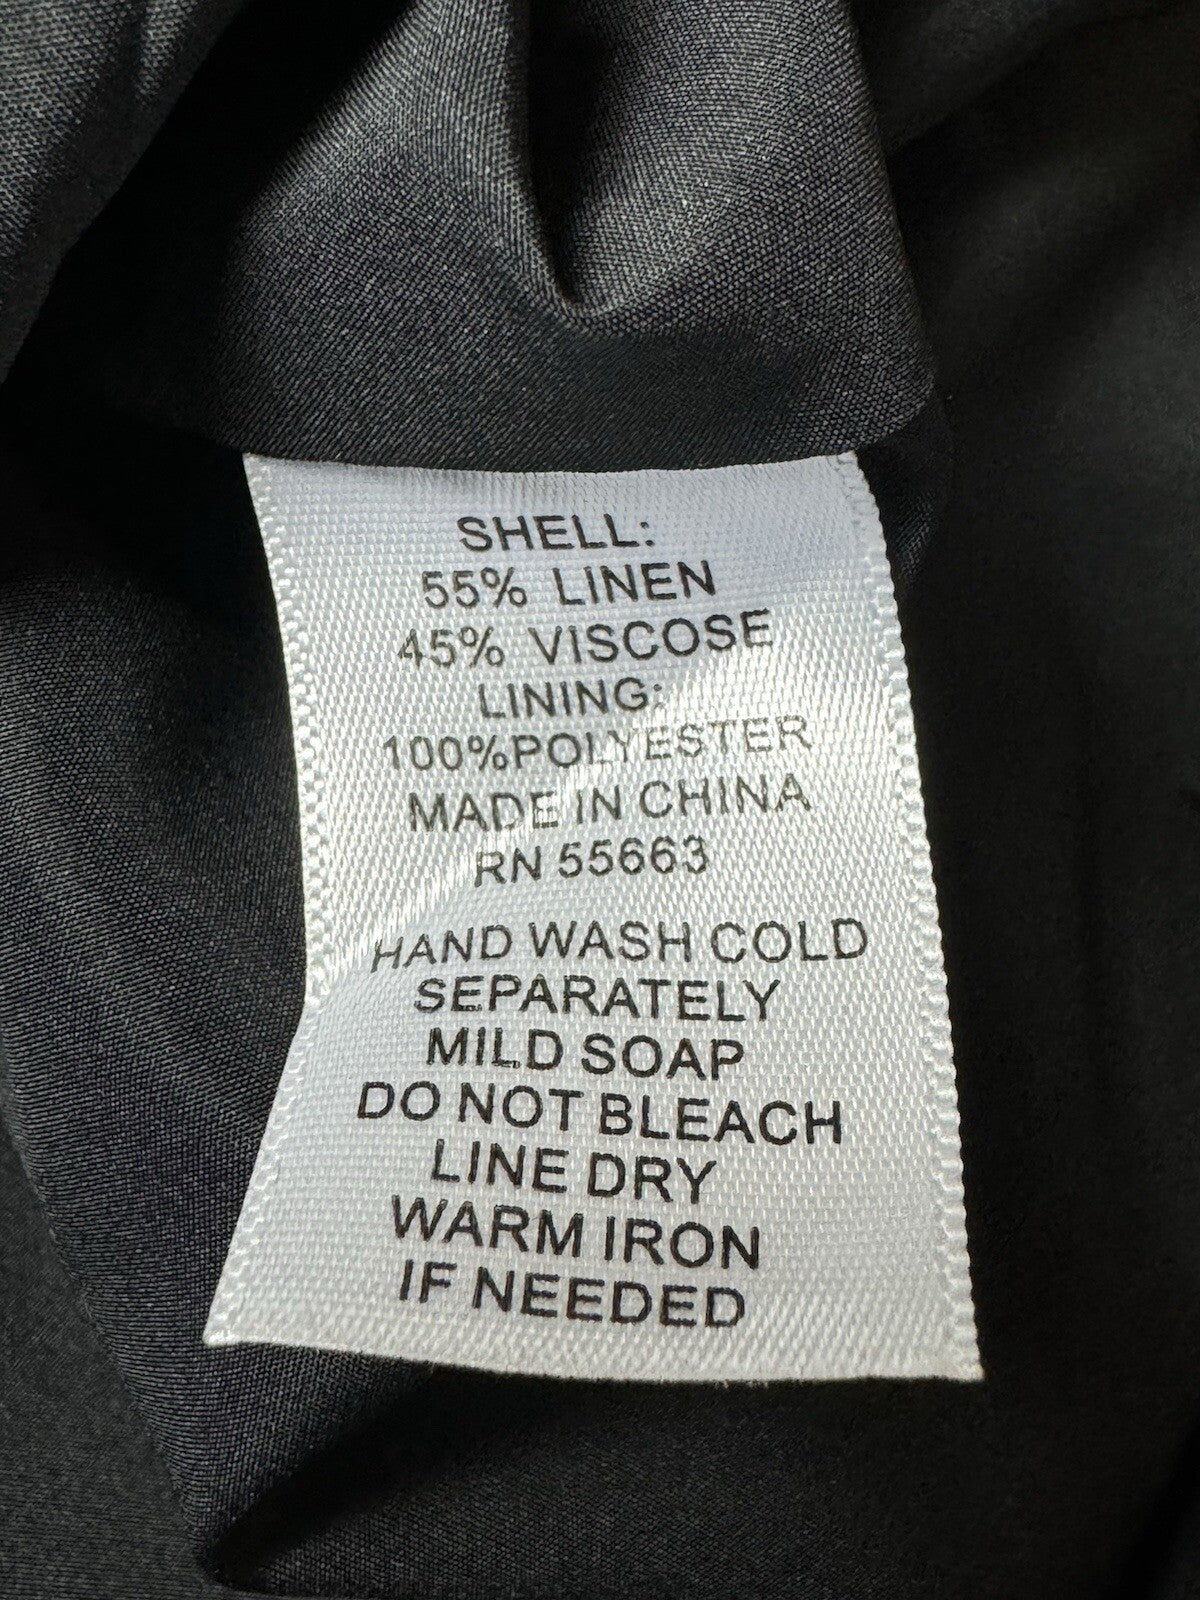 SHELL:
55% LINEN
45% VISCOSE
LINING:
100%POLYESTER
MADE IN CHINA
RN 55663
HAND WASH COLD
SEPARATELY
MILD SOAP
DO NOT BLEACH
LINE DRY
WARM IRON
IF NEEDED